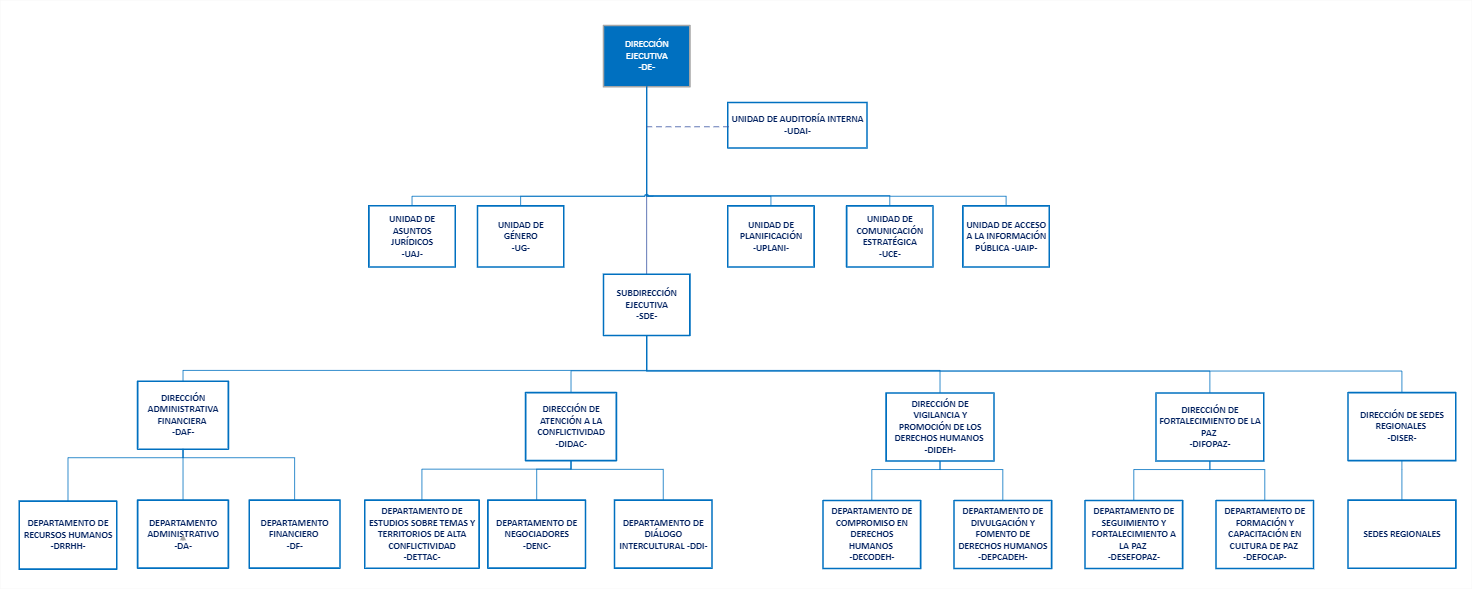 DIRECCIÓN
EJECUTIVA
-DE-
UNIDAD DE AUDITORÍA INTERNA
-UDAI-
UNIDAD DE
ASUNTOS
JURÍDICOS
-UAJ-
UNIDAD DE
GÉNERO
-UG-
UNIDAD DE
PLANIFICACIÓN
-UPLANI-
UNIDAD DE
COMUNICACIÓN
ESTRATÉGICA
-UCE-
UNIDAD DE ACCESO
A LA INFORMACIÓN
PÚBLICA -UAIP-
SUBDIRECCIÓN
EJECUTIVA
-SDE-
DIRECCIÓN
ADMINISTRATIVA
FINANCIERA
-DAF-
DIRECCIÓN DE
ATENCIÓN A LA
CONFLICTIVIDAD
-DIDAC-
DIRECCIÓN DE
VIGILANCIA Y
PROMOCIÓN DE LOS
DERECHOS HUMANOS
-DIDEH-
DIRECCIÓN DE
FORTALECIMIENTO DE LA
PAZ
-DIFOPAZ-
DIRECCIÓN DE SEDES
REGIONALES
-DISER-
DEPARTAMENTO DE
RECURSOS HUMANOS
-DRRHH-
DEPARTAMENTO
ADMINISTRATIVO
-DA-
DEPARTAMENTO
FINANCIERO
-DF-
DEPARTAMENTO DE
ESTUDIOS SOBRE TEMAS Y
TERRITORIOS DE ALTA
CONFLICTIVIDAD
-DETTAC-
DEPARTAMENTO DE
NEGOCIADORES
-DENC-
DEPARTAMENTO DE
DIÁLOGO
INTERCULTURAL -DDI-
DEPARTAMENTO DE
COMPROMISO EN
DERECHOS
HUMANOS
-DECODEH-
DEPARTAMENTO DE
DIVULGACIÓN Y
FOMENTO DE
DERECHOS HUMANOS
-DEPCADEH-
DEPARTAMENTO DE
SEGUIMIENTO Y
FORTALECIMIENTO A
LA PAZ
-DESEFOPAZ-
DEPARTAMENTO DE
FORMACIÓN Y
CAPACITACIÓN EN
CULTURA DE PAZ
-DEFOCAP-
SEDES REGIONALES